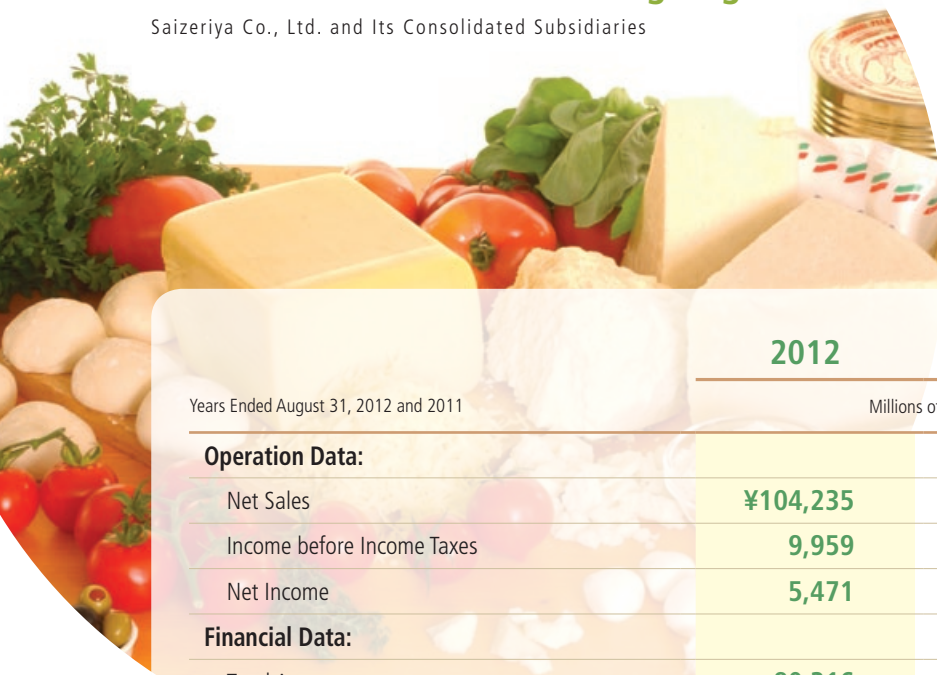 Saizeriya Co., Ltd. and Its Consolidated Subsidiaries
2012
Years Ended August 31, 2012 and 2011 Millions
Operation Data:
Net Sales ¥104,235
Income before Income Taxes 9,959
Net Income 5,471
Financial Data: